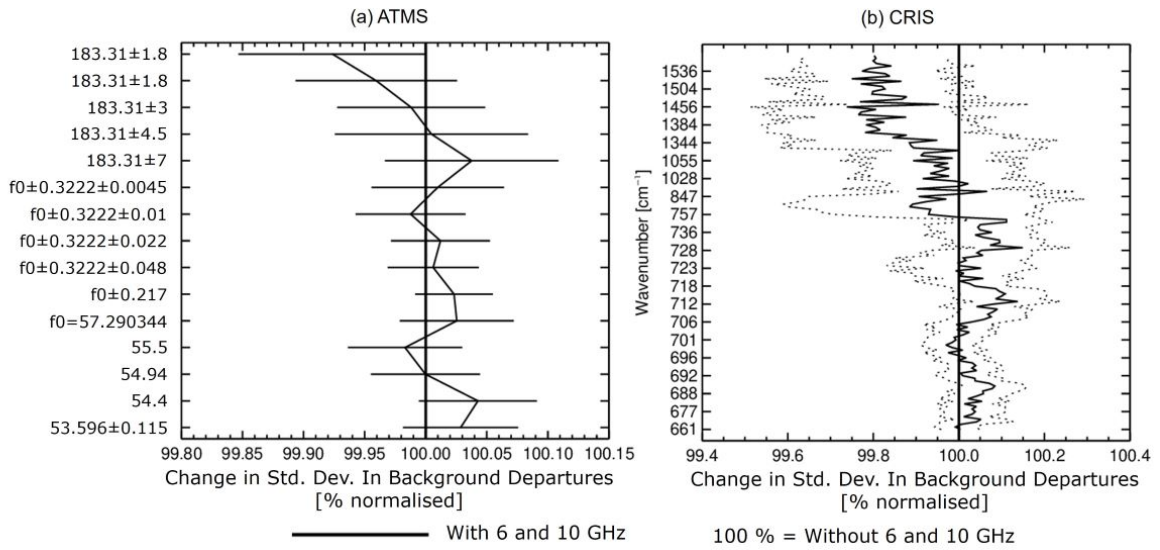 (a) ATMS
183.31±1.8
183.31±1.8
183.31±3
183.31±4.5
183.31±7
f0±0.3222±0.0045
f0±0.3222±0.01
f0±0.3222±0.022
f0±0.3222±0.048
f0±0.217
f0=57.290344
55.5
54.94
54.4
53.596±0.115
99.80 99.85 99.90 99.95 100.00 100.05 100.10 100.15
Change in Std. Dev. In Background Departures
[% normalised]
(b) CRIS
Wavenumber [cm⁻¹]
1536
1504
1456
1384
1344
1055
1028
847
757
736
728
723
718
712
706
701
696
692
688
677
661
99.4 99.6 99.8 100.0 100.2 100.4
Change in Std. Dev. In Background Departures
[% normalised]
With 6 and 10 GHz
100 % = Without 6 and 10 GHz